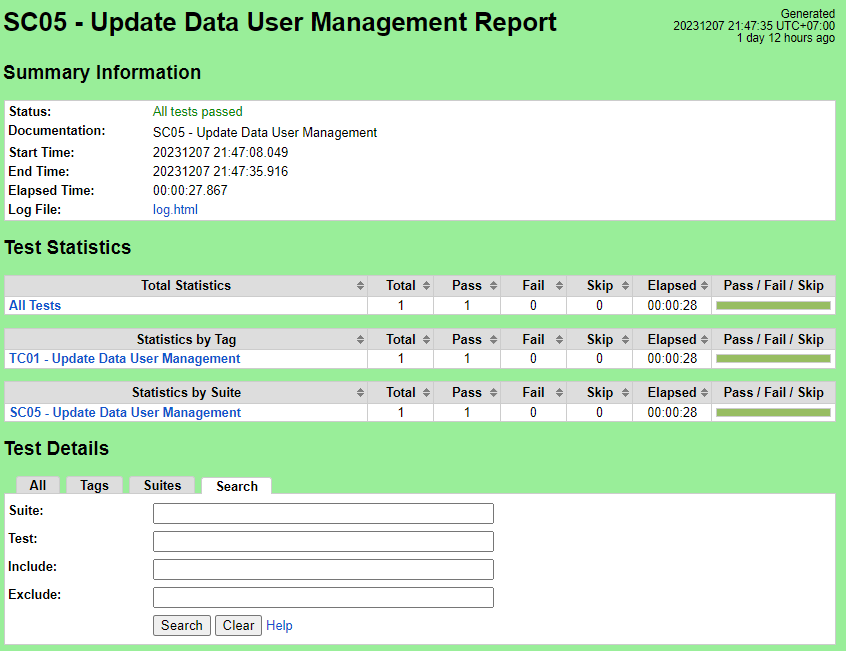 SC05 - Update Data User Management Report
Generated
20231207 21:47:35 UTC+07:00
1 day 12 hours ago
Summary Information
Status: All tests passed
Documentation: SC05 - Update Data User Management
Start Time: 20231207 21:47:08.049
End Time: 20231207 21:47:35.916
Elapsed Time: 00:00:27.867
Log File: log.html
Test Statistics
Total Statistics Total Pass Fail Skip Elapsed Pass / Fail / Skip
All Tests 1 1 0 0 00:00:28
Statistics by Tag Total Pass Fail Skip Elapsed Pass / Fail / Skip
TC01 - Update Data User Management 1 1 0 0 00:00:28
Statistics by Suite Total Pass Fail Skip Elapsed Pass / Fail / Skip
SC05 - Update Data User Management 1 1 0 0 00:00:28
Test Details
All Tags Suites Search
Suite:
Test:
Include:
Exclude:
Search Clear Help